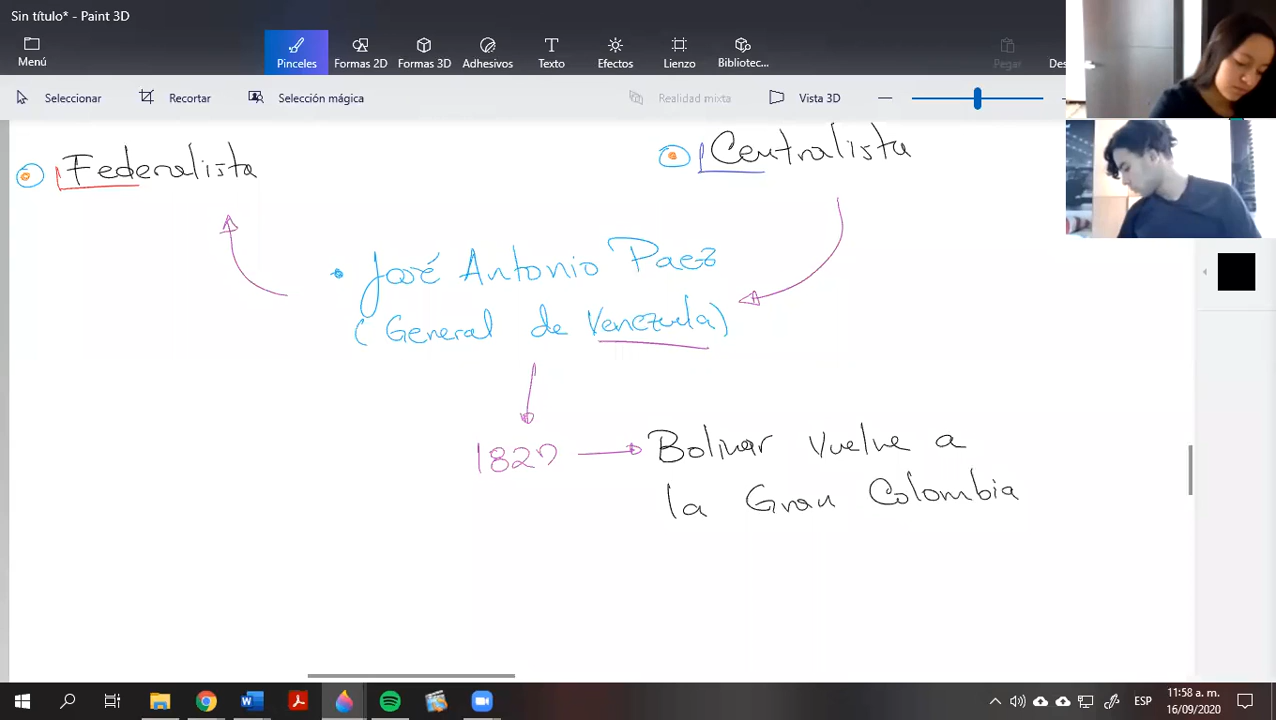 Sin título* - Paint 3D
Menú
Pinceles
Formas 2D
Formas 3D
Adhesivos
Texto
Efectos
Lienzo
Bibliotec...
Pegar
Des
Seleccionar
Recortar
Selección mágica
Realidad mixta
Vista 3D
Federalista
Centralista
José Antonio Paez
(General de Venezuela)
1827 Bolivar vuelve a
la Gran Colombia
ESP
11:58 a. m.
16/09/2020